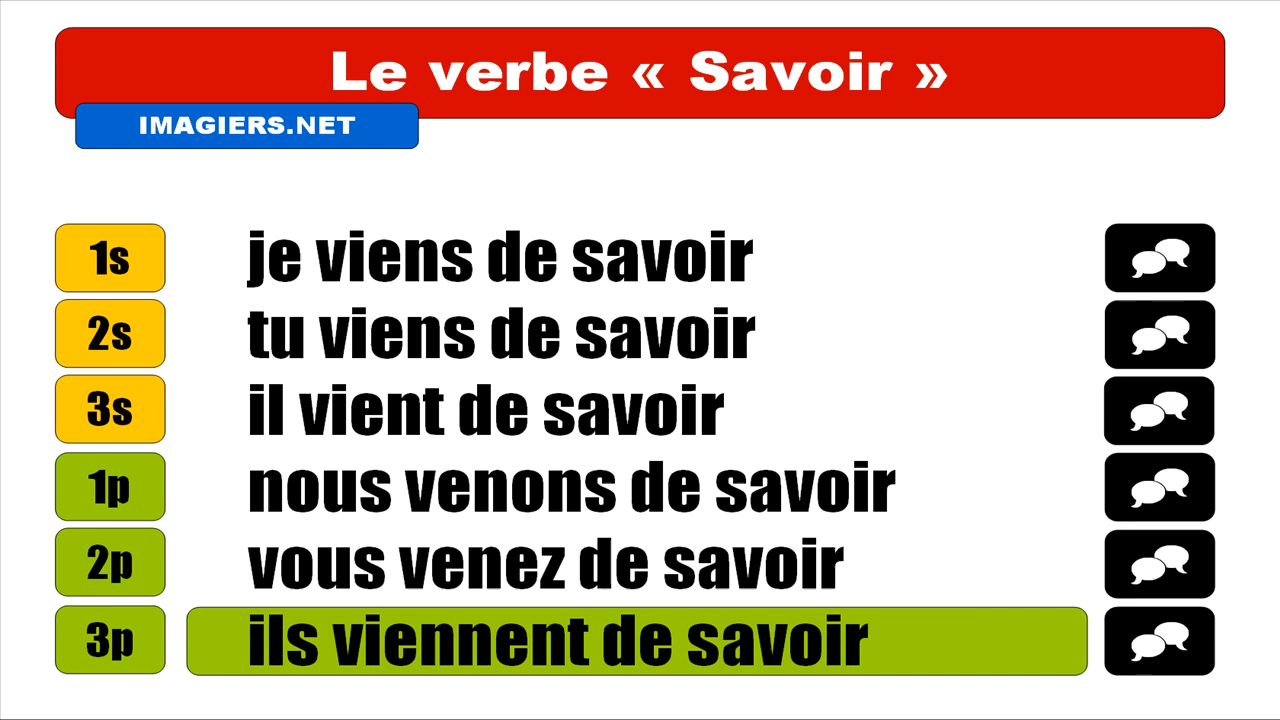 Le verbe « Savoir »
IMAGIERS.NET
1s je viens de savoir
2s tu viens de savoir
3s il vient de savoir
1p nous venons de savoir
2p vous venez de savoir
3p ils viennent de savoir